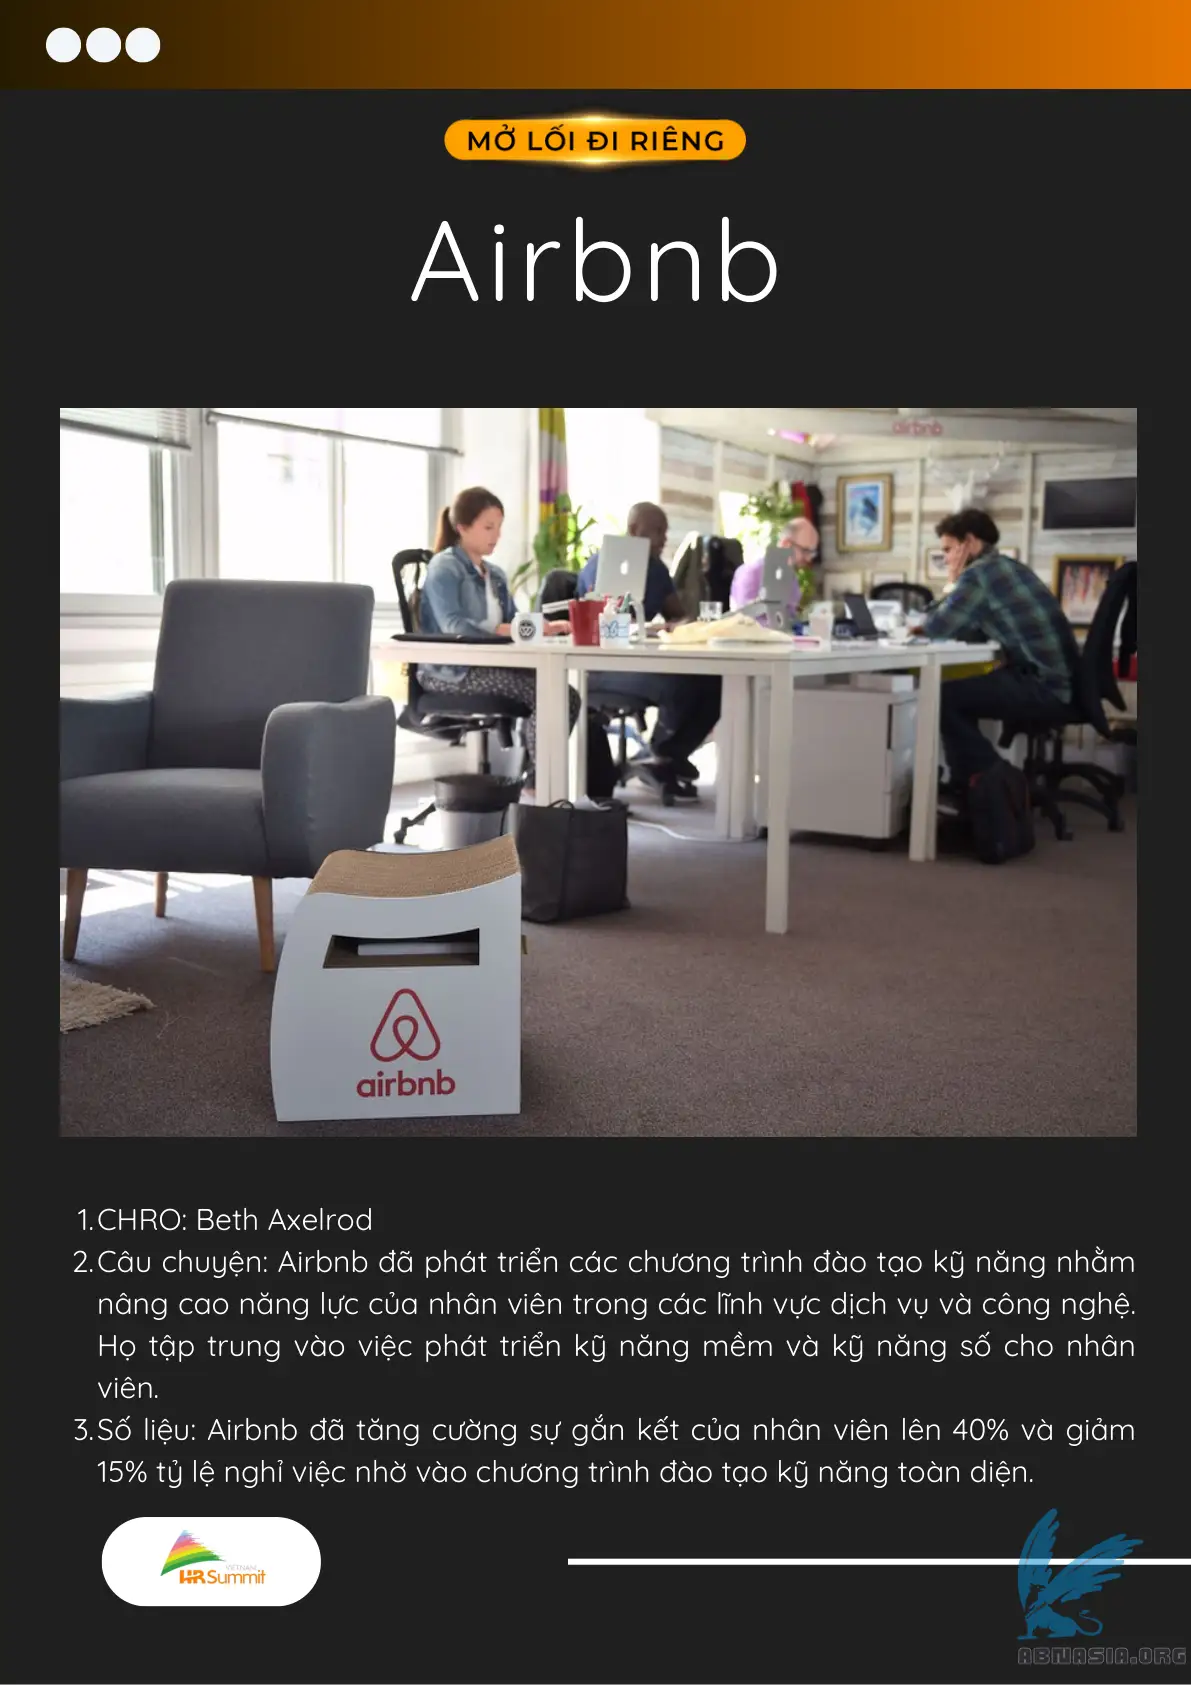 MỞ LỐI ĐI RIÊNG
Airbnb
airbnb
airbnb
1. CHRO: Beth Axelrod
2. Câu chuyện: Airbnb đã phát triển các chương trình đào tạo kỹ năng nhằm
nâng cao năng lực của nhân viên trong các lĩnh vực dịch vụ và công nghệ.
Họ tập trung vào việc phát triển kỹ năng mềm và kỹ năng số cho nhân
viên.
3. Số liệu: Airbnb đã tăng cường sự gắn kết của nhân viên lên 40% và giảm
15% tỷ lệ nghỉ việc nhờ vào chương trình đào tạo kỹ năng toàn diện.
VIETNAM
HR Summit
ABNASIA.ORG